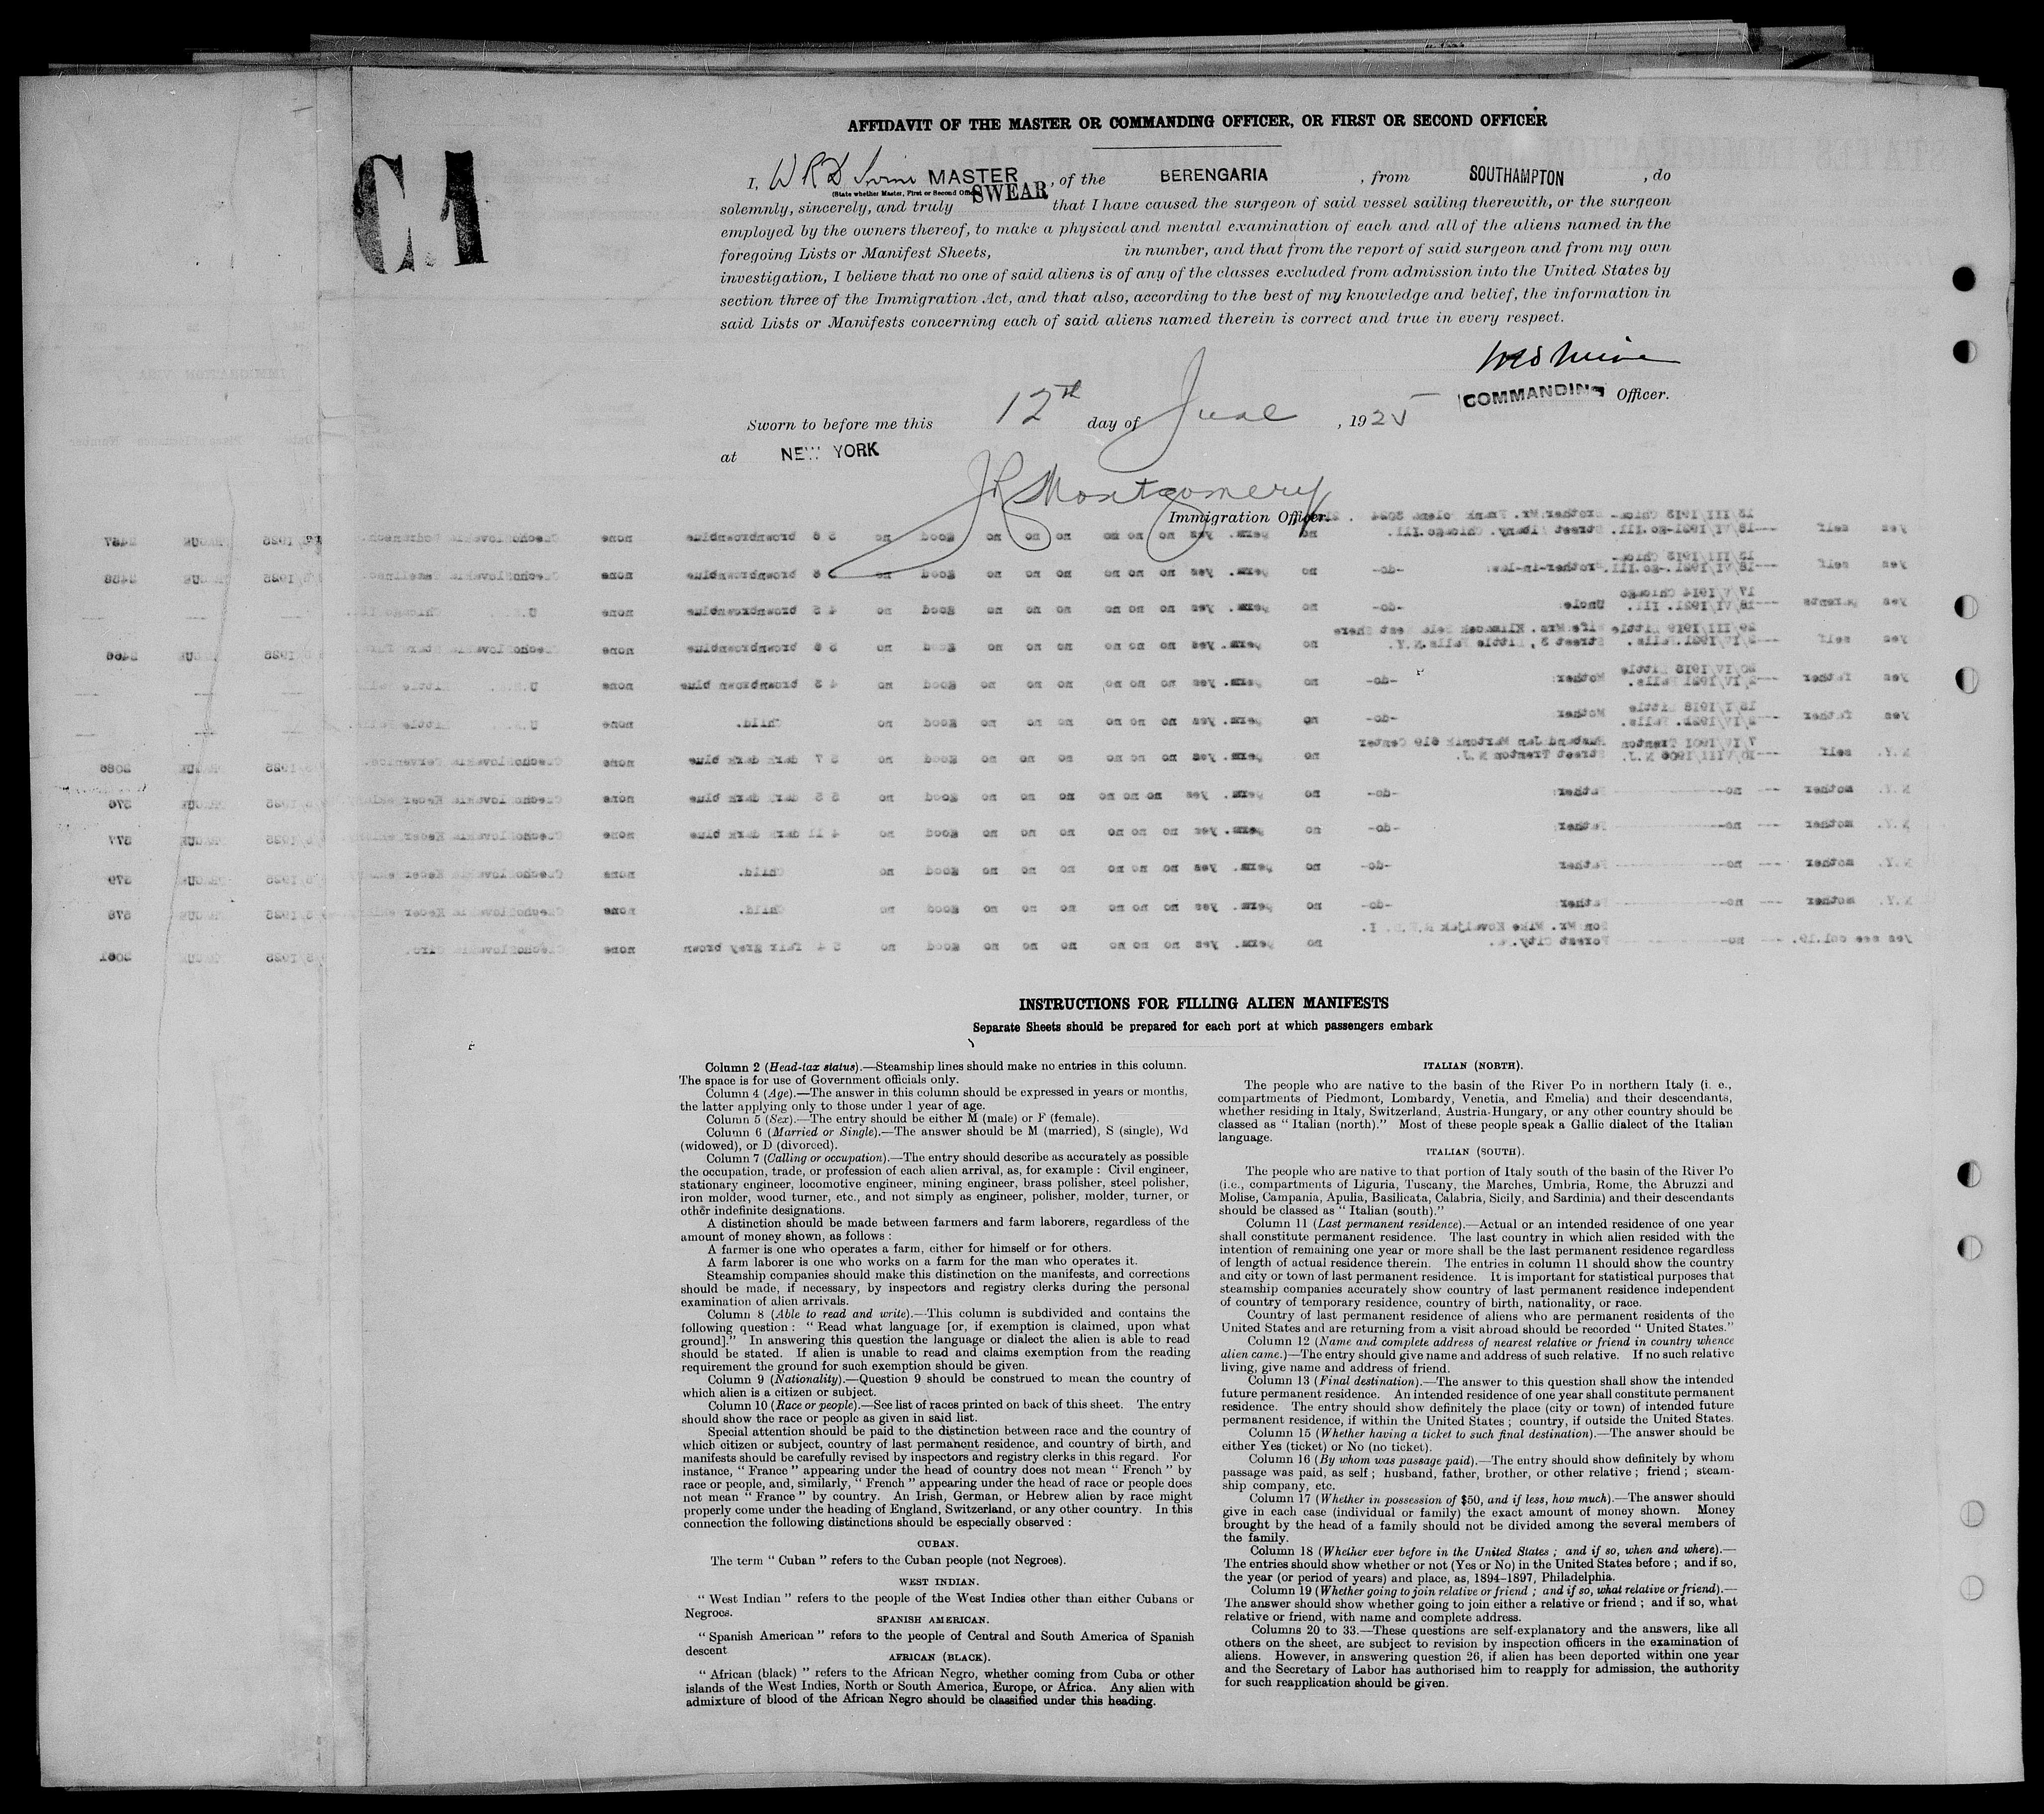 AFFIDAVIT OF THE MASTER OR COMMANDING OFFICER, OR FIRST OR SECOND OFFICER
C.1
I, W R D Irvine MASTER, of the BERENGARIA, from SOUTHAMPTON, do
(State whether Master, First or Second Officer)
solemnly, sincerely, and truly SWEAR that I have caused the surgeon of said vessel sailing therewith, or the surgeon
employed by the owners thereof, to make a physical and mental examination of each and all of the aliens named in the
foregoing Lists or Manifest Sheets, in number, and that from the report of said surgeon and from my own
investigation, I believe that no one of said aliens is of any of the classes excluded from admission into the United States by
section three of the Immigration Act, and that also, according to the best of my knowledge and belief, the information in
said Lists or Manifests concerning each of said aliens named therein is correct and true in every respect.
COMMANDING Officer.
Sworn to before me this 12th day of June, 1925
at NEW YORK
J R Montgomery
Immigration Officer.
INSTRUCTIONS FOR FILLING ALIEN MANIFESTS
Separate Sheets should be prepared for each port at which passengers embark
Column 2 (Head-tax status).—Steamship lines should make no entries in this column.
The space is for use of Government officials only.
Column 4 (Age).—The answer in this column should be expressed in years or months,
the latter applying only to those under 1 year of age.
Column 5 (Sex).—The entry should be either M (male) or F (female).
Column 6 (Married or Single).—The answer should be M (married), S (single), Wd
(widowed), or D (divorced).
Column 7 (Calling or occupation).—The entry should describe as accurately as possible
the occupation, trade, or profession of each alien arrival, as, for example : Civil engineer,
stationary engineer, locomotive engineer, mining engineer, brass polisher, steel polisher,
iron molder, wood turner, etc., and not simply as engineer, polisher, molder, turner, or
other indefinite designations.
A distinction should be made between farmers and farm laborers, regardless of the
amount of money shown, as follows :
A farmer is one who operates a farm, either for himself or for others.
A farm laborer is one who works on a farm for the man who operates it.
Steamship companies should make this distinction on the manifests, and corrections
should be made, if necessary, by inspectors and registry clerks during the personal
examination of alien arrivals.
Column 8 (Able to read and write).—This column is subdivided and contains the
following question : “ Read what language [or, if exemption is claimed, upon what
ground].” In answering this question the language or dialect the alien is able to read
should be stated. If alien is unable to read and claims exemption from the reading
requirement the ground for such exemption should be given.
Column 9 (Nationality).—Question 9 should be construed to mean the country of
which alien is a citizen or subject.
Column 10 (Race or people).—See list of races printed on back of this sheet. The entry
should show the race or people as given in said list.
Special attention should be paid to the distinction between race and the country of
which citizen or subject, country of last permanent residence, and country of birth, and
manifests should be carefully revised by inspectors and registry clerks in this regard. For
instance, “ France ” appearing under the head of country does not mean “ French ” by
race or people, and, similarly, “ French ” appearing under the head of race or people does
not mean “ France ” by country. An Irish, German, or Hebrew alien by race might
properly come under the heading of England, Switzerland, or any other country. In this
connection the following distinctions should be especially observed :
CUBAN.
The term “ Cuban ” refers to the Cuban people (not Negroes).
WEST INDIAN.
“ West Indian ” refers to the people of the West Indies other than either Cubans or
Negroes.
SPANISH AMERICAN.
“ Spanish American ” refers to the people of Central and South America of Spanish
descent
AFRICAN (BLACK).
“ African (black) ” refers to the African Negro, whether coming from Cuba or other
islands of the West Indies, North or South America, Europe, or Africa. Any alien with
admixture of blood of the African Negro should be classified under this heading.
ITALIAN (NORTH).
The people who are native to the basin of the River Po in northern Italy (i. e.,
compartments of Piedmont, Lombardy, Venetia, and Emelia) and their descendants,
whether residing in Italy, Switzerland, Austria-Hungary, or any other country should be
classed as “ Italian (north).” Most of these people speak a Gallic dialect of the Italian
language.
ITALIAN (SOUTH).
The people who are native to that portion of Italy south of the basin of the River Po
(i.e., compartments of Liguria, Tuscany, the Marches, Umbria, Rome, the Abruzzi and
Molise, Campania, Apulia, Basilicata, Calabria, Sicily, and Sardinia) and their descendants
should be classed as “ Italian (south).”
Column 11 (Last permanent residence).—Actual or an intended residence of one year
shall constitute permanent residence. The last country in which alien resided with the
intention of remaining one year or more shall be the last permanent residence regardless
of length of actual residence therein. The entries in column 11 should show the country
and city or town of last permanent residence. It is important for statistical purposes that
steamship companies accurately show country of last permanent residence independent
of country of temporary residence, country of birth, nationality, or race.
Country of last permanent residence of aliens who are permanent residents of the
United States and are returning from a visit abroad should be recorded “ United States.”
Column 12 (Name and complete address of nearest relative or friend in country whence
alien came.)—The entry should give name and address of such relative. If no such relative
living, give name and address of friend.
Column 13 (Final destination).—The answer to this question shall show the intended
future permanent residence. An intended residence of one year shall constitute permanent
residence. The entry should show definitely the place (city or town) of intended future
permanent residence, if within the United States ; country, if outside the United States.
Column 15 (Whether having a ticket to such final destination).—The answer should be
either Yes (ticket) or No (no ticket).
Column 16 (By whom was passage paid).—The entry should show definitely by whom
passage was paid, as self ; husband, father, brother, or other relative ; friend ; steam-
ship company, etc.
Column 17 (Whether in possession of $50, and if less, how much).—The answer should
give in each case (individual or family) the exact amount of money shown. Money
brought by the head of a family should not be divided among the several members of
the family.
Column 18 (Whether ever before in the United States ; and if so, when and where).—
The entries should show whether or not (Yes or No) in the United States before ; and if so,
the year (or period of years) and place, as, 1894–1897, Philadelphia.
Column 19 (Whether going to join relative or friend ; and if so, what relative or friend).—
The answer should show whether going to join either a relative or friend ; and if so, what
relative or friend, with name and complete address.
Columns 20 to 33.—These questions are self-explanatory and the answers, like all
others on the sheet, are subject to revision by inspection officers in the examination of
aliens. However, in answering question 26, if alien has been deported within one year
and the Secretary of Labor has authorised him to reapply for admission, the authority
for such reapplication should be given.